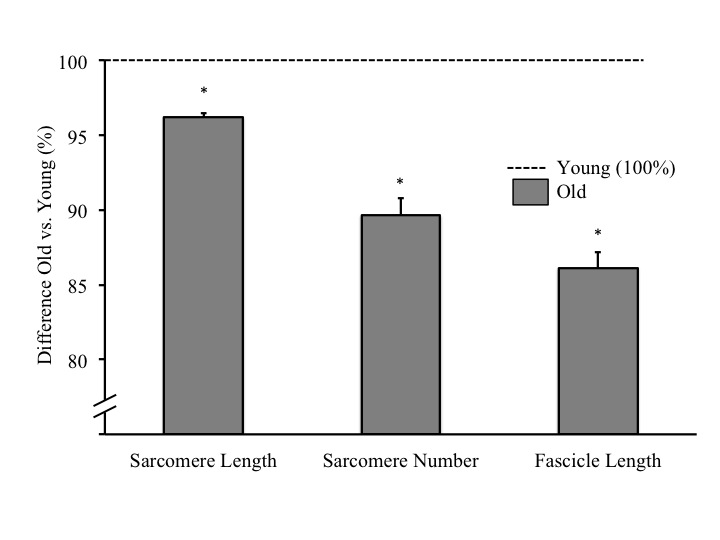 100
95
90
85
80
Difference Old vs. Young (%)
*
*
*
Young (100%)
Old
Sarcomere Length
Sarcomere Number
Fascicle Length